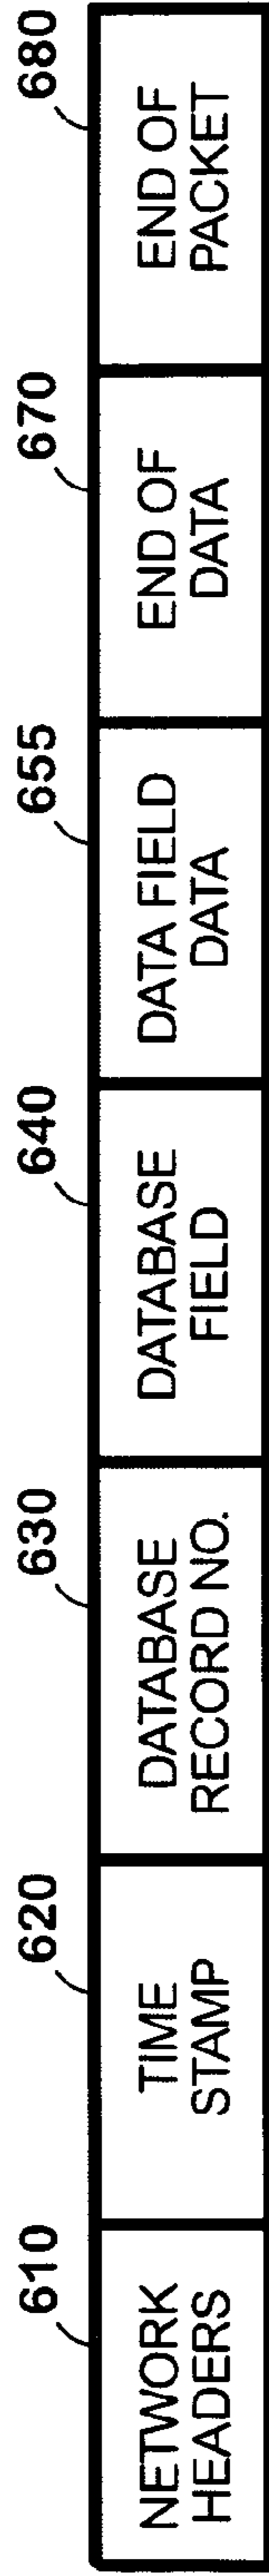 610
NETWORK
HEADERS
620
TIME
STAMP
630
DATABASE
RECORD NO.
640
DATABASE
FIELD
655
DATA FIELD
DATA
670
END OF
DATA
680
END OF
PACKET